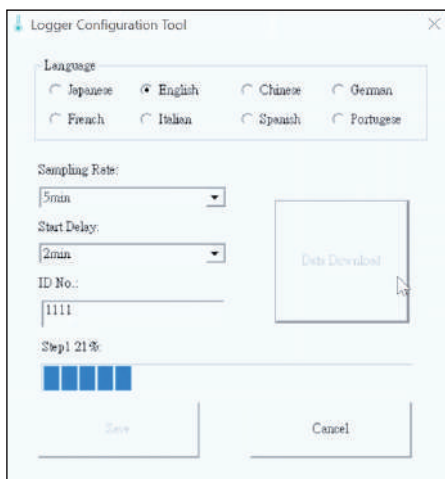 Logger Configuration Tool
Language
Japanese English Chinese German
French Italian Spanish Portugese
Sampling Rate:
5min
Start Delay:
2min
Data Download
ID No.:
1111
Step1 21%:
Save Cancel